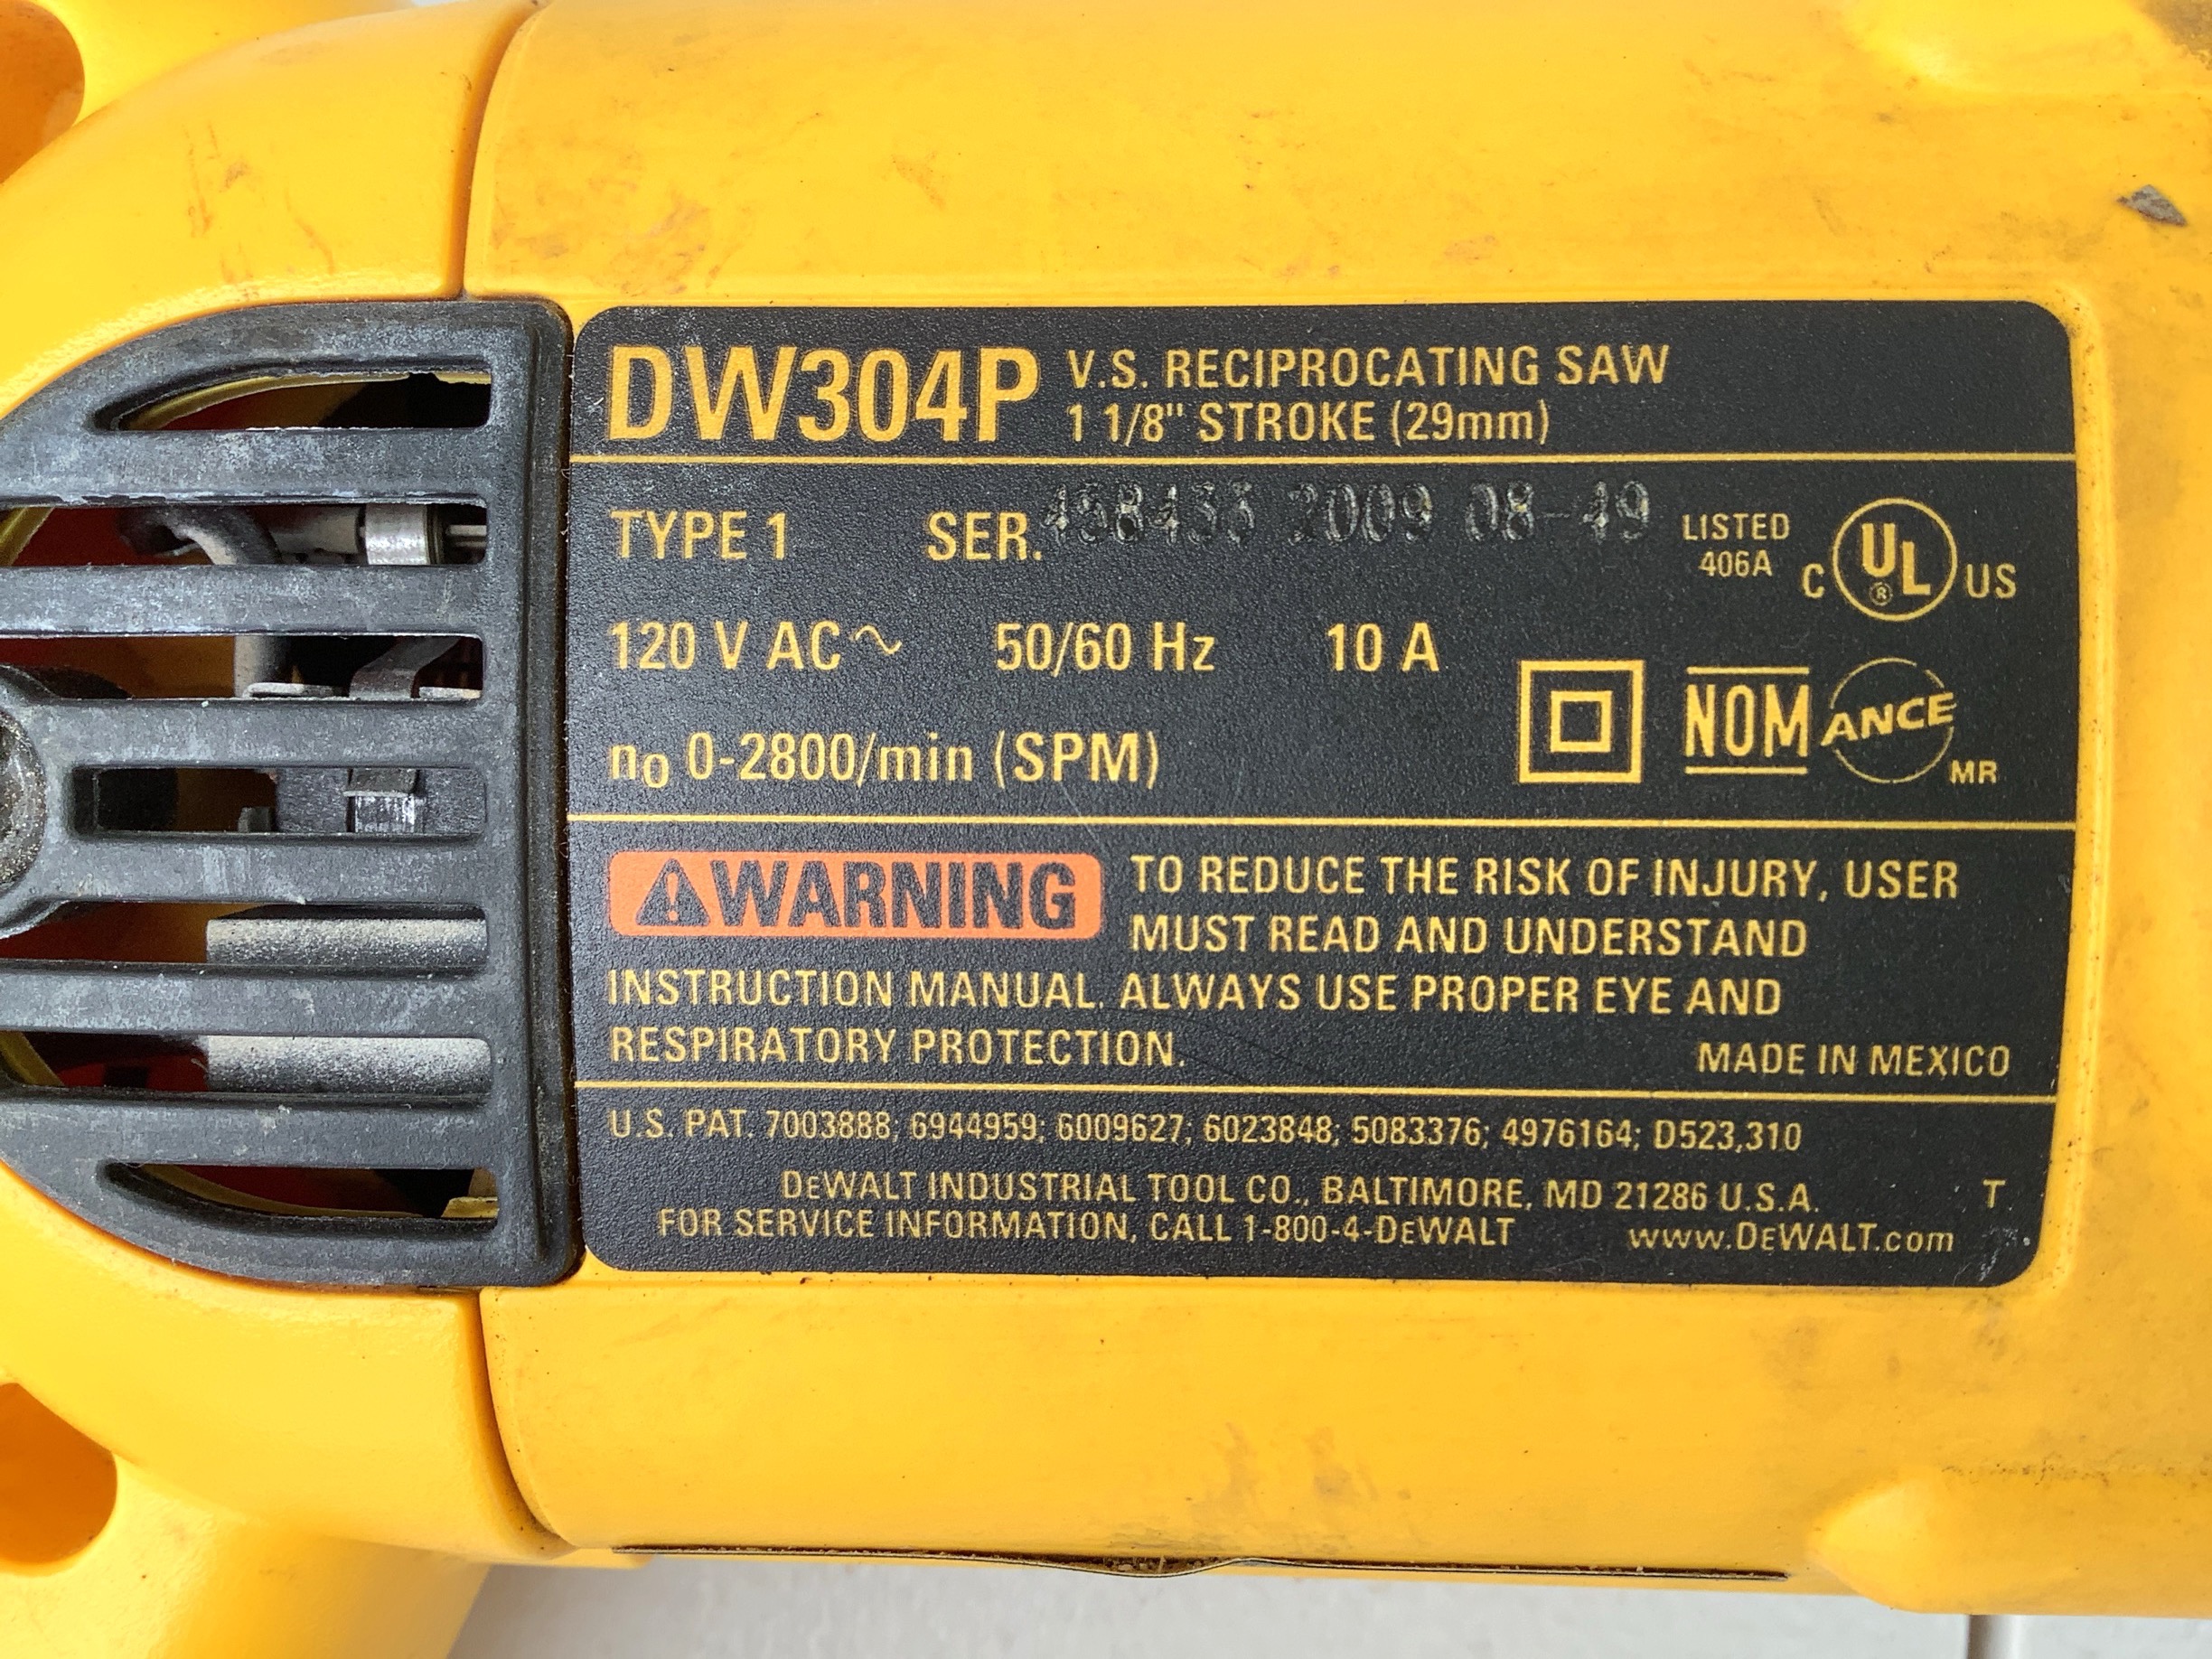 DW304P V.S. RECIPROCATING SAW
1 1/8" STROKE (29mm)
TYPE 1 SER. 458433 2009 08-49 LISTED 406A C UL ® US
120 V AC~ 50/60 Hz 10 A
NOM ANCE MR
n₀ 0-2800/min (SPM)
⚠WARNING TO REDUCE THE RISK OF INJURY, USER
MUST READ AND UNDERSTAND
INSTRUCTION MANUAL. ALWAYS USE PROPER EYE AND
RESPIRATORY PROTECTION.
MADE IN MEXICO
U.S. PAT. 7003888; 6944959; 6009627; 6023848; 5083376; 4976164; D523,310
DEWALT INDUSTRIAL TOOL CO., BALTIMORE, MD 21286 U.S.A. T
FOR SERVICE INFORMATION, CALL 1-800-4-DEWALT www.DEWALT.com